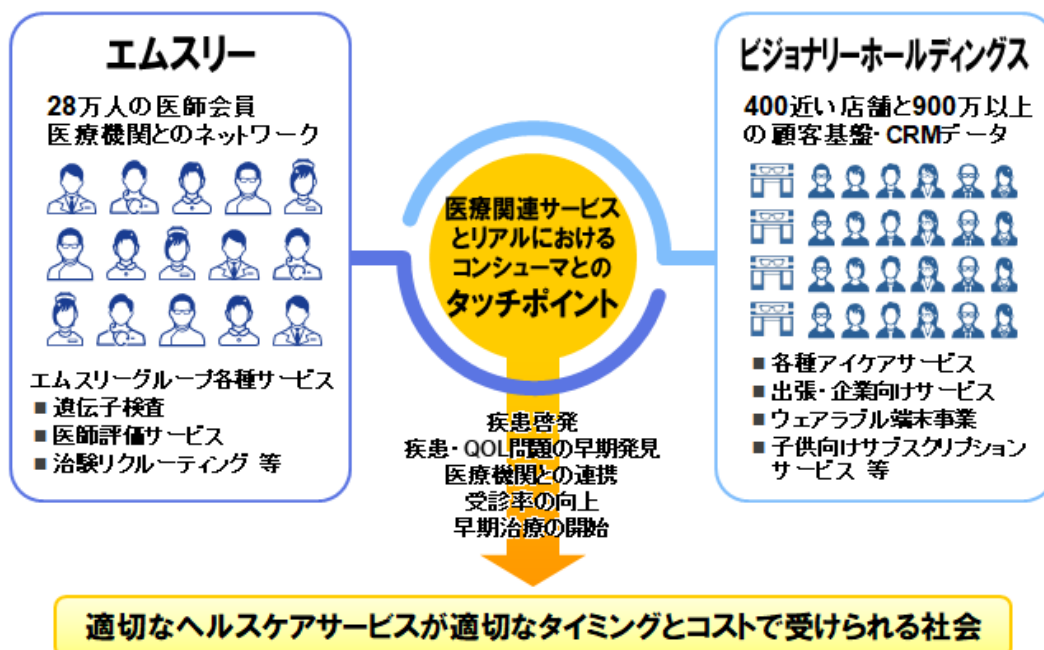 エムスリー
28万人の医師会員
医療機関とのネットワーク
エムスリーグループ各種サービス
■ 遺伝子検査
■ 医師評価サービス
■ 治験リクルーティング 等
医療関連サービス
とリアルにおける
コンシューマとの
タッチポイント
疾患啓発
疾患・QOL問題の早期発見
医療機関との連携
受診率の向上
早期治療の開始
ビジョナリーホールディングス
400近い店舗と900万以上
の顧客基盤・CRMデータ
■ 各種アイケアサービス
■ 出張・企業向けサービス
■ ウェアラブル端末事業
■ 子供向けサブスクリプション
サービス 等
適切なヘルスケアサービスが適切なタイミングとコストで受けられる社会